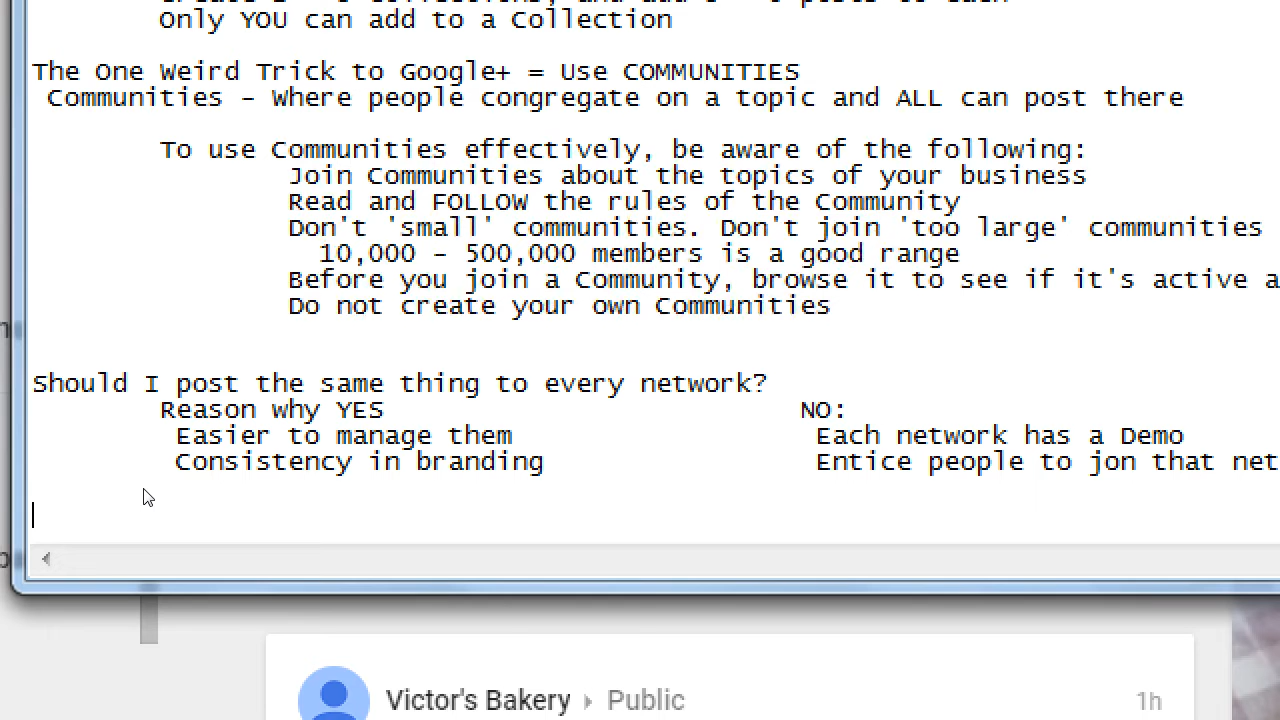 Only YOU can add to a Collection
The One Weird Trick to Google+ = Use COMMUNITIES
Communities - Where people congregate on a topic and ALL can post there
To use Communities effectively, be aware of the following:
Join Communities about the topics of your business
Read and FOLLOW the rules of the Community
Don't 'small' communities. Don't join 'too large' communities
10,000 - 500,000 members is a good range
Before you join a Community, browse it to see if it's active a
Do not create your own Communities
Should I post the same thing to every network?
Reason why YES NO:
Easier to manage them Each network has a Demo
Consistency in branding Entice people to jon that net
Victor's Bakery Public 1h